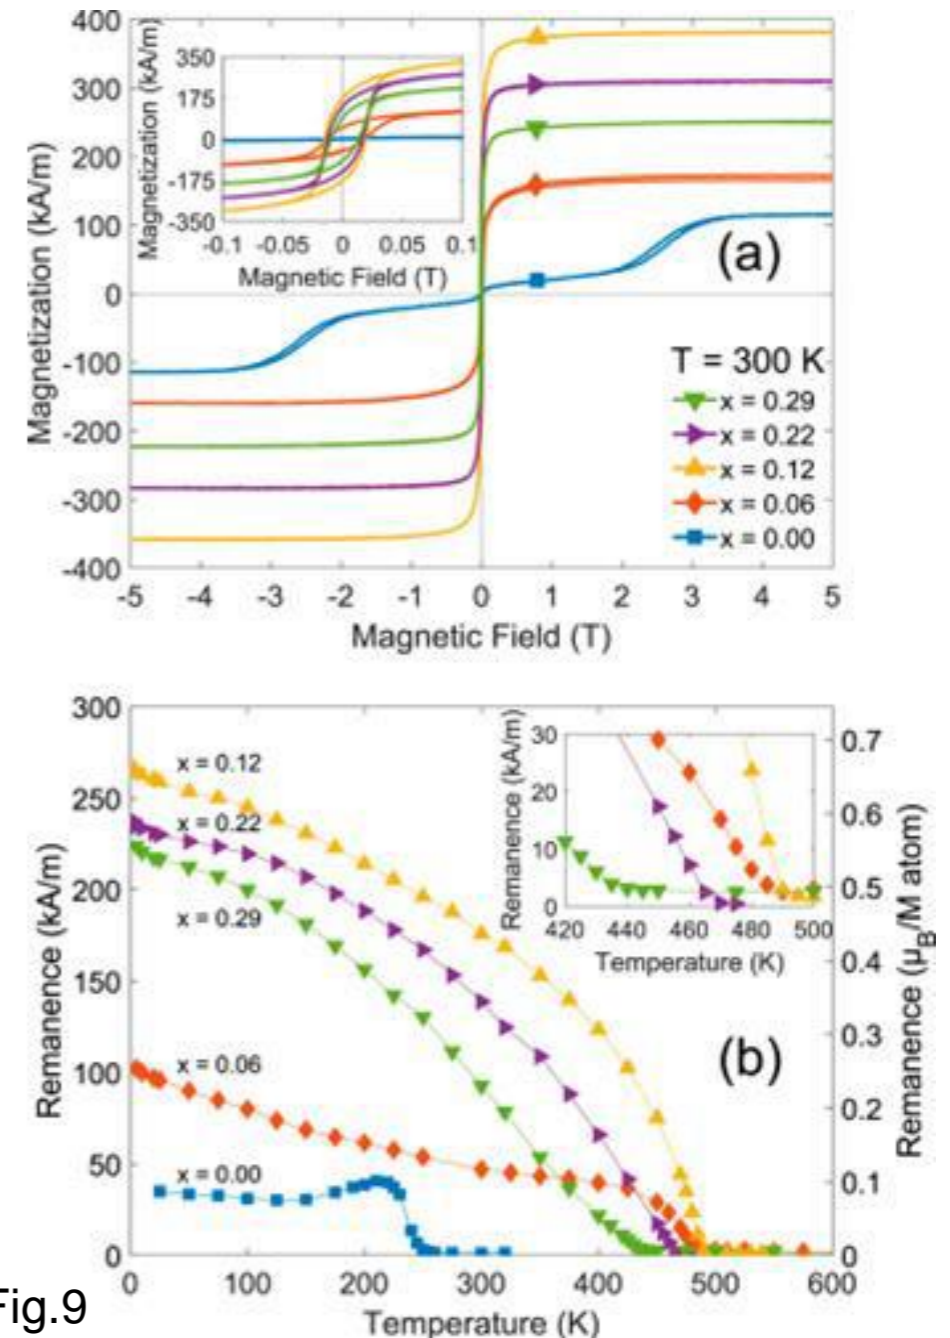 400
300
200
100
0
-100
-200
-300
-400
Magnetization (kA/m)
350
175
0
-175
-350
Magnetization (kA/m)
-0.1 -0.05 0 0.05 0.1
Magnetic Field (T)
(a)
T = 300 K
x = 0.29
x = 0.22
x = 0.12
x = 0.06
x = 0.00
-5 -4 -3 -2 -1 0 1 2 3 4 5
Magnetic Field (T)
300
250
200
150
100
50
0
Remanence (kA/m)
x = 0.12
x = 0.22
x = 0.29
x = 0.06
x = 0.00
30
20
10
0
Remanence (kA/m)
420 440 460 480 500
Temperature (K)
(b)
0.7
0.6
0.5
0.4
0.3
0.2
0.1
0
Remanence (μB/M atom)
0 100 200 300 400 500 600
Temperature (K)
Fig.9